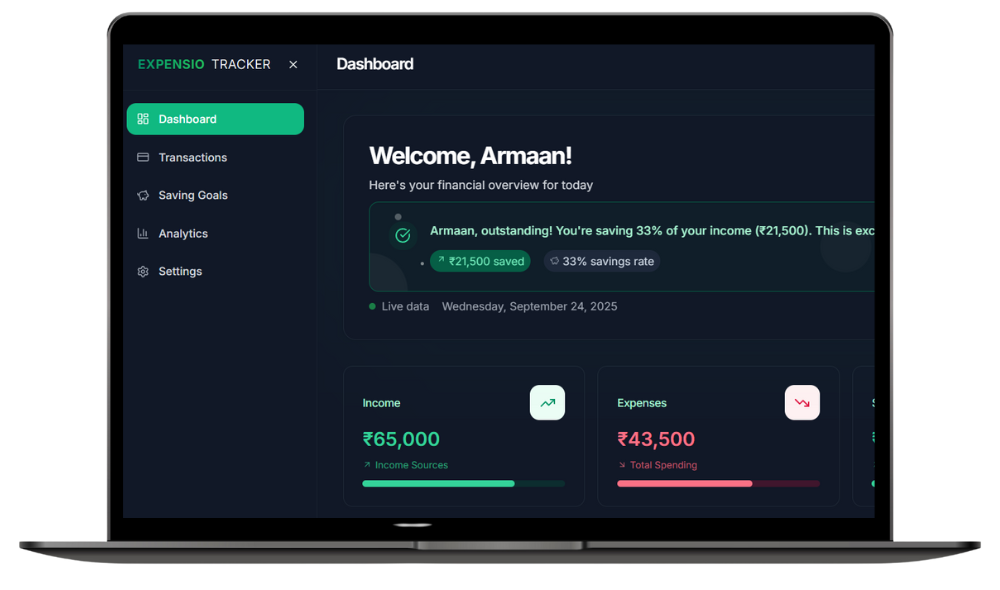 EXPENSIO TRACKER
Dashboard
Dashboard
Transactions
Saving Goals
Analytics
Settings
Welcome, Armaan!
Here's your financial overview for today
Armaan, outstanding! You're saving 33% of your income (₹21,500). This is exc
₹21,500 saved
33% savings rate
Live data Wednesday, September 24, 2025
Income
₹65,000
Income Sources
Expenses
₹43,500
Total Spending